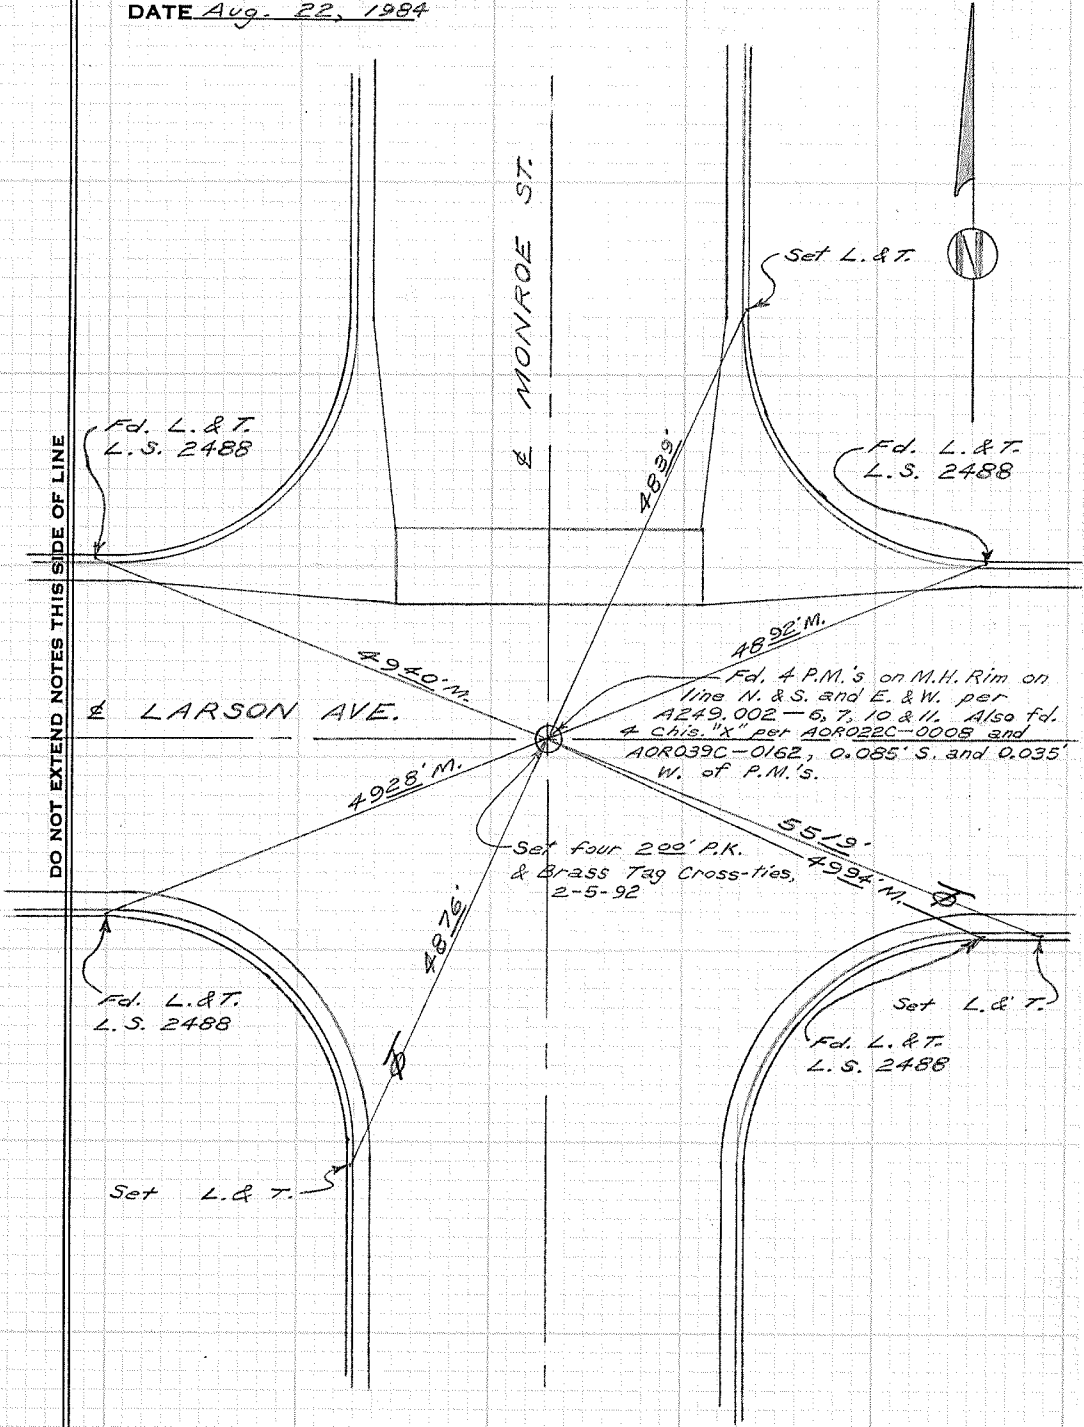 DATE Aug. 22, 1984
DO NOT EXTEND NOTES THIS SIDE OF LINE
℄ MONROE ST.
Set L. & T.
N
Fd. L. & T.
L.S. 2488
Fd. L. & T.
L.S. 2488
48.39'
48.92' M.
49.40' M.
Fd. 4 P.M.'s on M.H. Rim on
line N. & S. and E. & W. per
A249.002 — 6, 7, 10 & 11. Also fd.
4 chis. "X" per AOR022C-0008 and
AOR039C-0162, 0.085' S. and 0.035'
W. of P.M.'s.
℄ LARSON AVE.
49.28' M.
55.19'
49.94' M.
Set four 2.00' P.K.
& Brass Tag Cross-ties,
2-5-92
48.76'
Fd. L. & T.
L.S. 2488
Set L. & T.
Fd. L. & T.
L.S. 2488
Set L. & T.